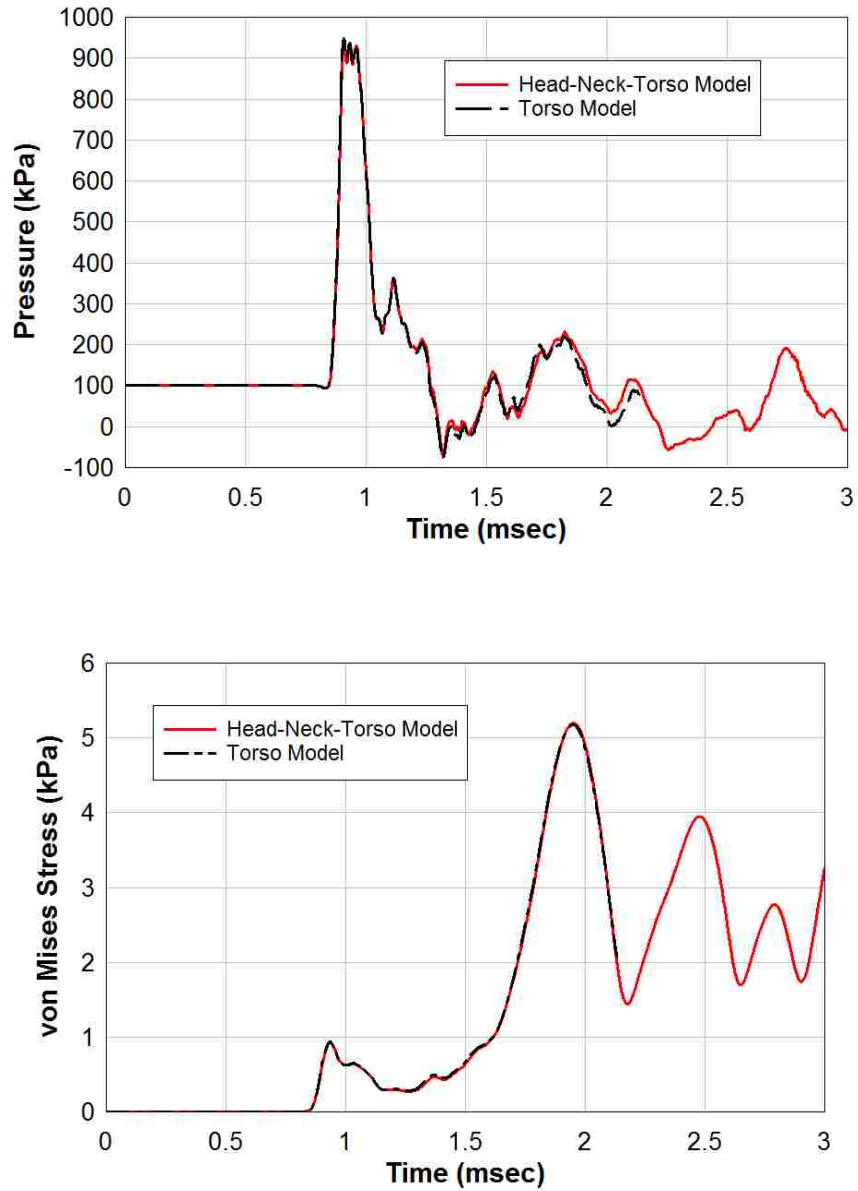 1000
900
800
700
600
500
400
300
200
100
0
-100
Pressure (kPa)
Head-Neck-Torso Model
Torso Model
0 0.5 1 1.5 2 2.5 3
Time (msec)
6
5
4
3
2
1
0
von Mises Stress (kPa)
Head-Neck-Torso Model
Torso Model
0 0.5 1 1.5 2 2.5 3
Time (msec)